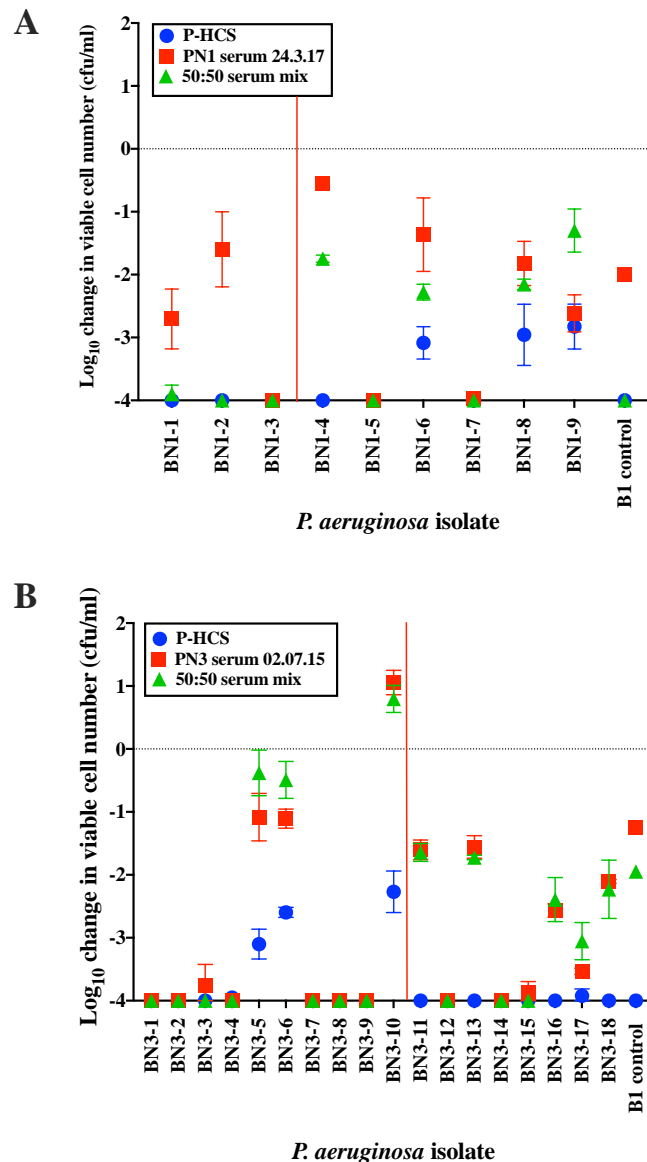 A
P-HCS
PN1 serum 24.3.17
50:50 serum mix
Log10 change in viable cell number (cfu/ml)
2
1
0
-1
-2
-3
-4
BN1-1
BN1-2
BN1-3
BN1-4
BN1-5
BN1-6
BN1-7
BN1-8
BN1-9
B1 control
P. aeruginosa isolate
B
P-HCS
PN3 serum 02.07.15
50:50 serum mix
Log10 change in viable cell number (cfu/ml)
2
1
0
-1
-2
-3
-4
BN3-1
BN3-2
BN3-3
BN3-4
BN3-5
BN3-6
BN3-7
BN3-8
BN3-9
BN3-10
BN3-11
BN3-12
BN3-13
BN3-14
BN3-15
BN3-16
BN3-17
BN3-18
B1 control
P. aeruginosa isolate